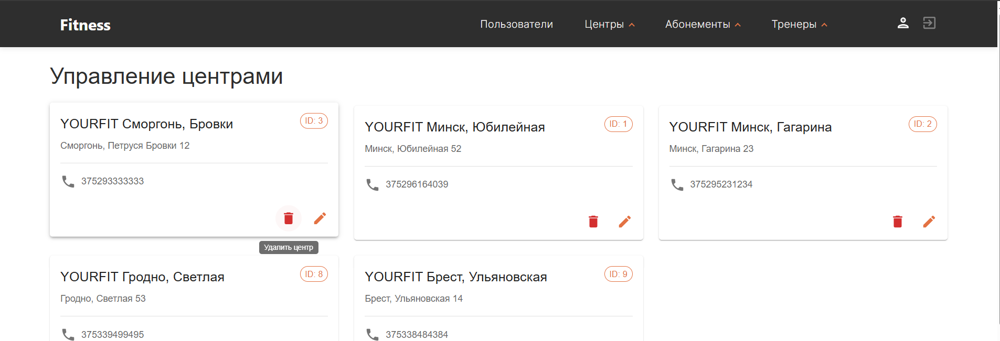 Fitness
Пользователи
Центры
Абонементы
Тренеры
Управление центрами
YOURFIT Сморгонь, Бровки
ID: 3
Сморгонь, Петруся Бровки 12
375293333333
Удалить центр
YOURFIT Минск, Юбилейная
ID: 1
Минск, Юбилейная 52
375296164039
YOURFIT Минск, Гагарина
ID: 2
Минск, Гагарина 23
375295231234
YOURFIT Гродно, Светлая
ID: 8
Гродно, Светлая 53
375339499495
YOURFIT Брест, Ульяновская
ID: 9
Брест, Ульяновская 14
375338484384